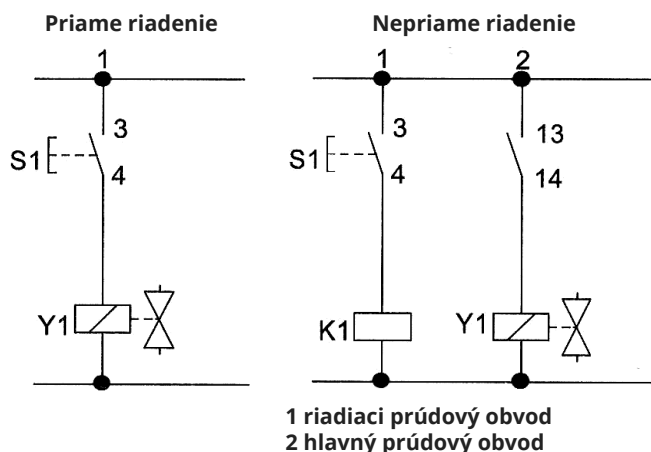 Priame riadenie
1
3
S1
4
Y1
Nepriame riadenie
1 2
3 13
S1
4 14
K1 Y1
1 riadiaci prúdový obvod
2 hlavný prúdový obvod